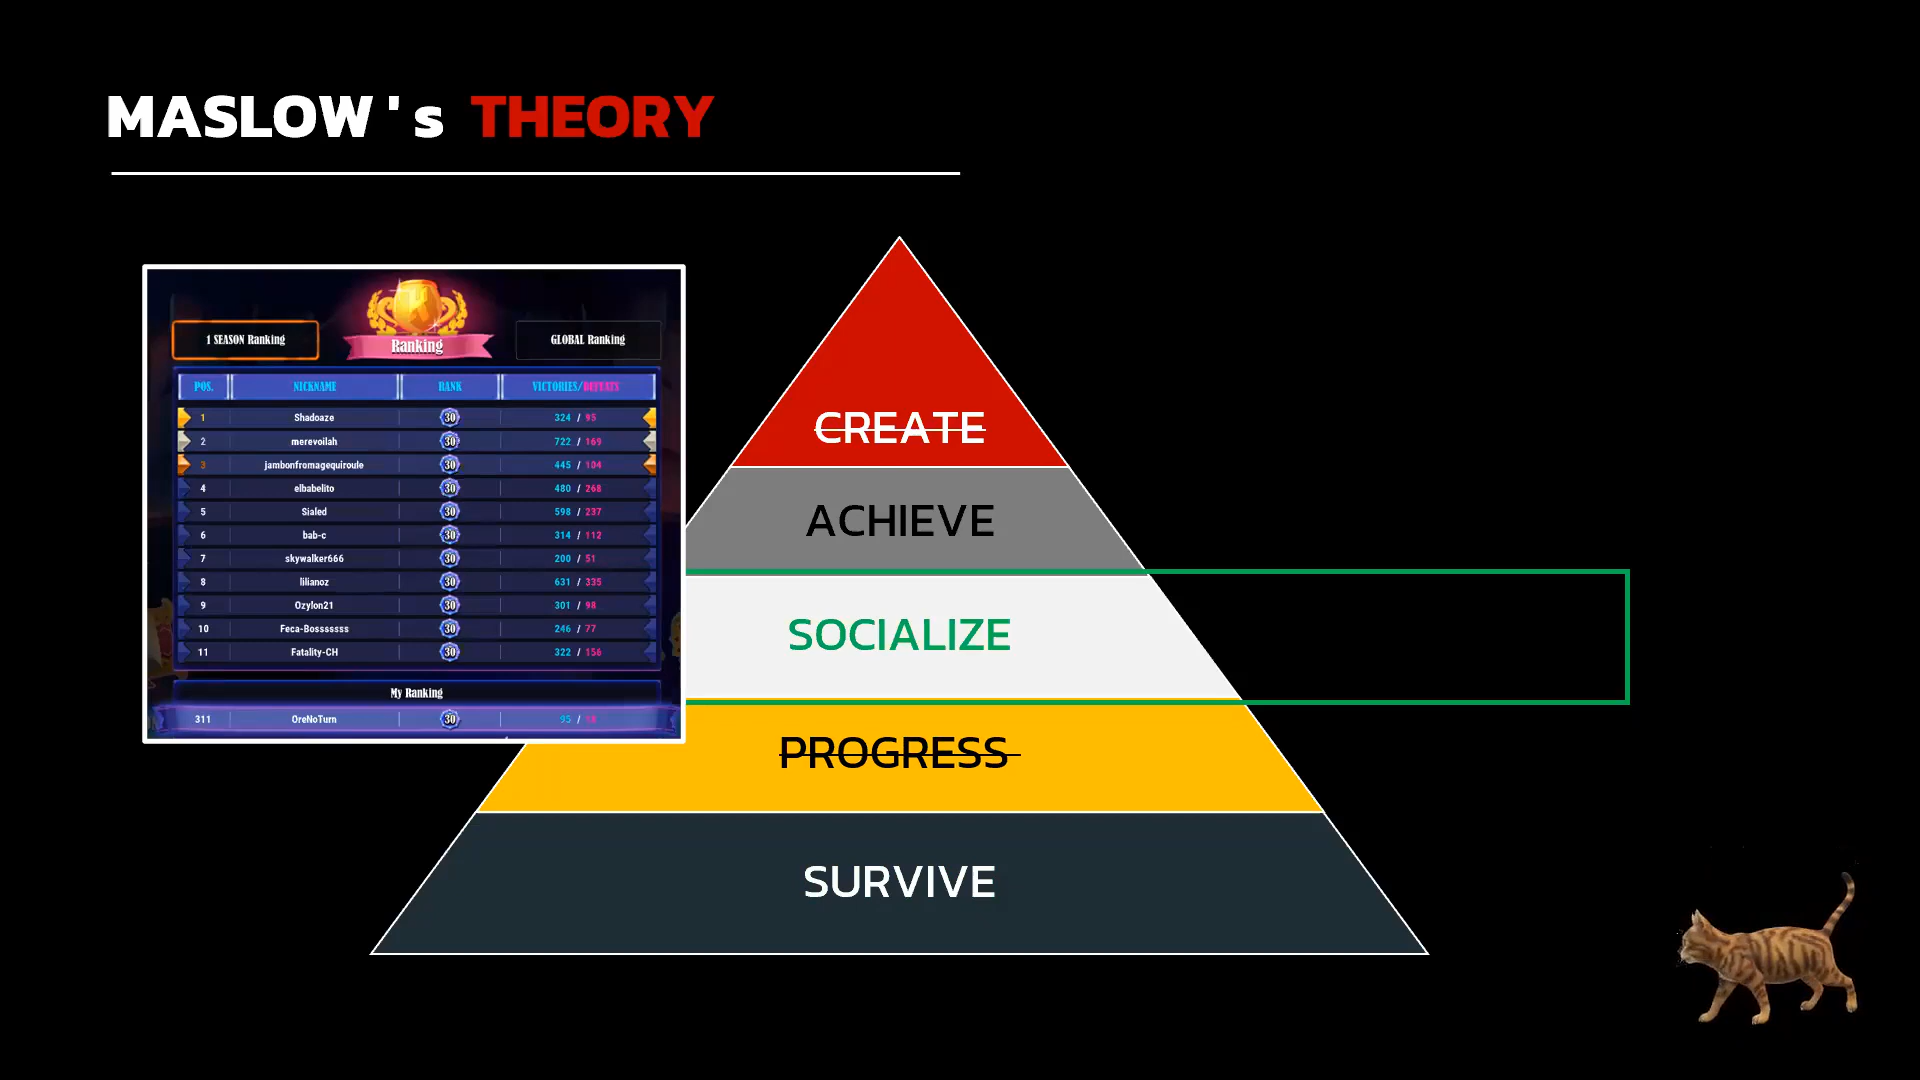 MASLOW's THEORY
1 SEASON Ranking
Ranking
GLOBAL Ranking
POS. NICKNAME RANK VICTORIES/DEFEATS
1 Shadoaze 30 324 / 95
2 merevoilah 30 722 / 169
3 jambonfromagequiroule 30 445 / 104
4 elbabelito 30 480 / 268
5 Sialed 30 598 / 237
6 bab-c 30 314 / 112
7 skywalker666 30 200 / 51
8 lilianoz 30 631 / 335
9 Ozylon21 30 301 / 98
10 Feca-Bosssssss 30 246 / 77
11 Fatality-CH 30 322 / 156
My Ranking
311 OreNoTurn 30 95 /
CREATE
ACHIEVE
SOCIALIZE
PROGRESS
SURVIVE